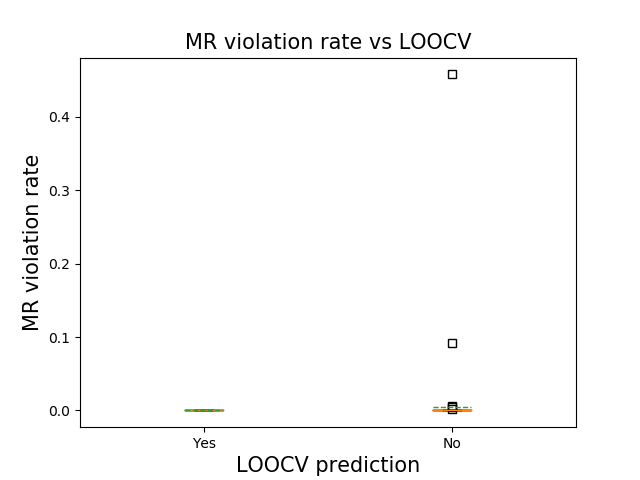 MR violation rate vs LOOCV
MR violation rate
0.4
0.3
0.2
0.1
0.0
Yes
No
LOOCV prediction